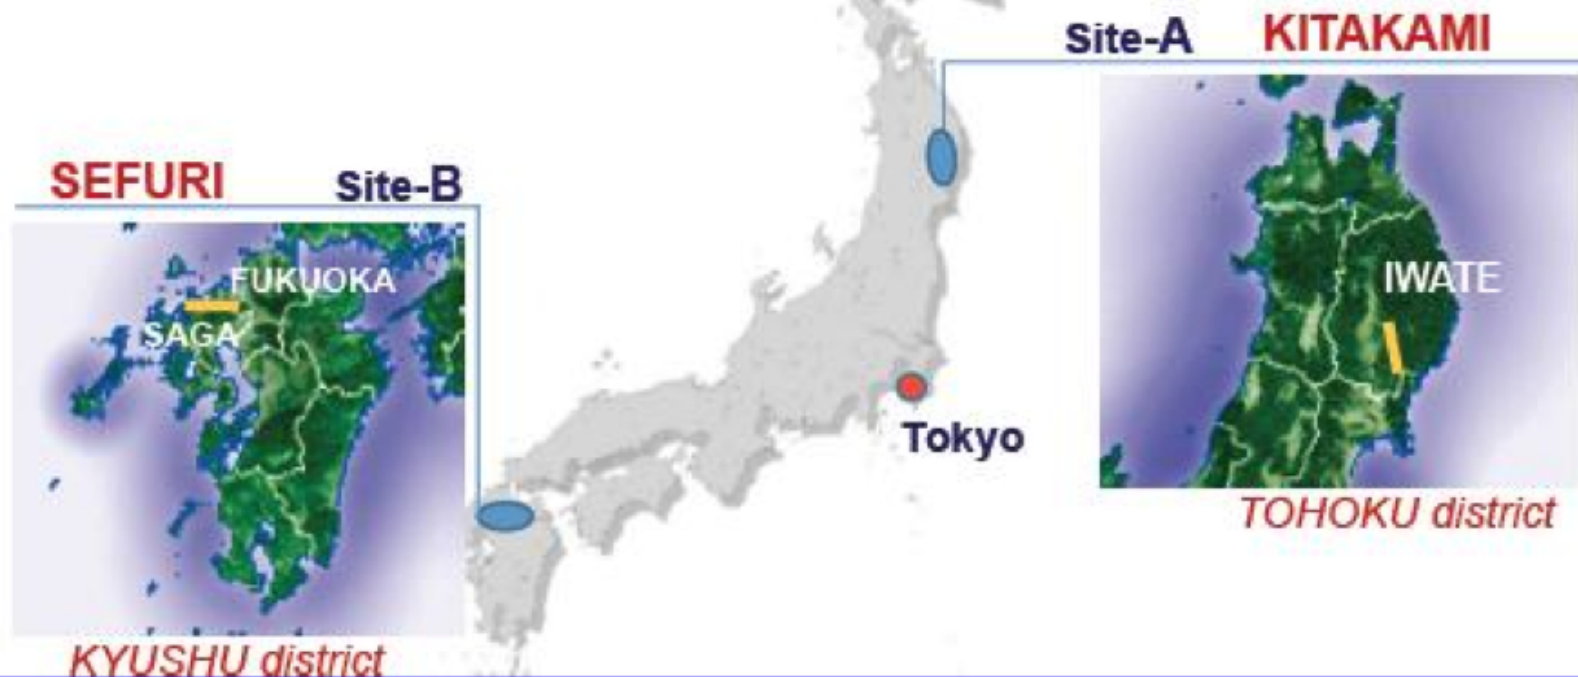 Site-A KITAKAMI
SEFURI Site-B
FUKUOKA
SAGA
IWATE
Tokyo
TOHOKU district
KYUSHU district